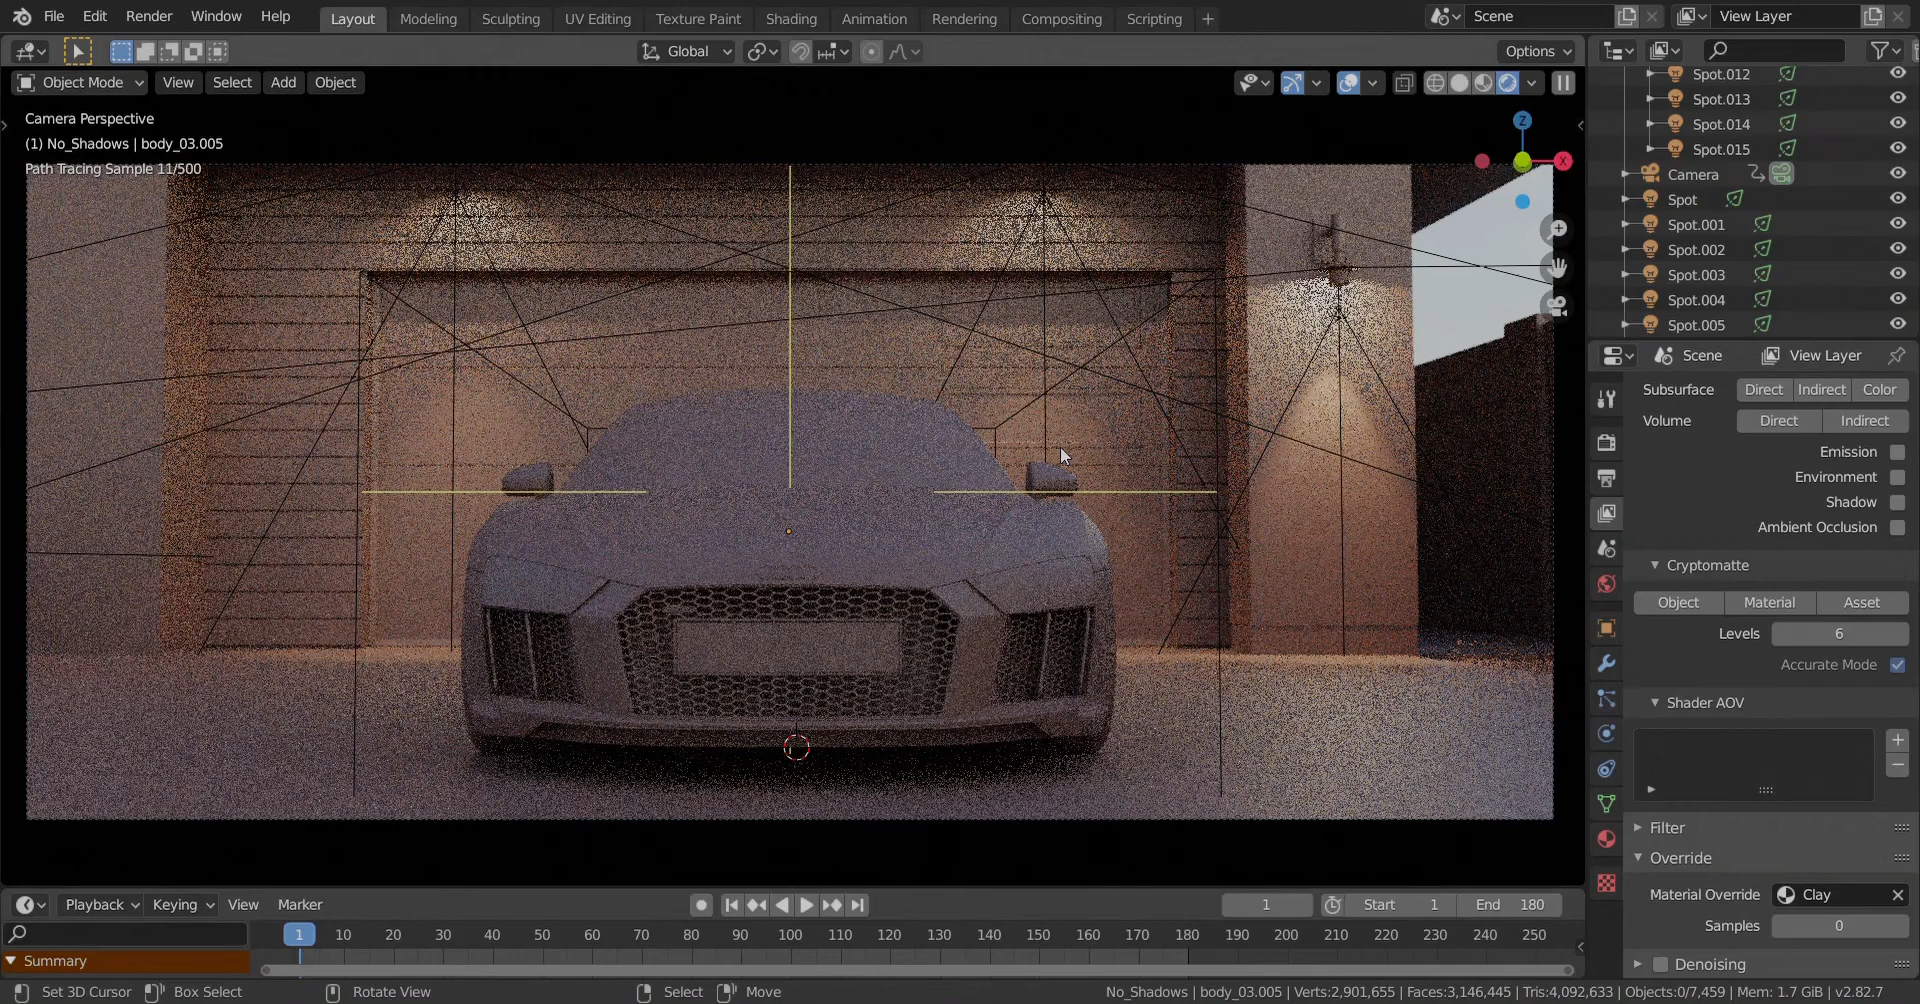 File Edit Render Window Help Layout Modeling Sculpting UV Editing Texture Paint Shading Animation Rendering Compositing Scripting + Scene View Layer
Global Options
Object Mode View Select Add Object
Camera Perspective
(1) No_Shadows | body_03.005
Path Tracing Sample 11/500
Z
X
Spot.012
Spot.013
Spot.014
Spot.015
Camera
Spot
Spot.001
Spot.002
Spot.003
Spot.004
Spot.005
Scene View Layer
Subsurface Direct Indirect Color
Volume Direct Indirect
Emission
Environment
Shadow
Ambient Occlusion
Cryptomatte
Object Material Asset
Levels 6
Accurate Mode
Shader AOV
Filter
Override
Material Override Clay
Samples 0
Denoising
Playback Keying View Marker 1 Start 1 End 180
1 10 20 30 40 50 60 70 80 90 100 110 120 130 140 150 160 170 180 190 200 210 220 230 240 250
Summary
Set 3D Cursor Box Select Rotate View Select Move No_Shadows | body_03.005 | Verts:2,901,655 | Faces:3,146,445 | Tris:4,092,633 | Objects:0/7,459 | Mem: 1.7 GiB | v2.82.7